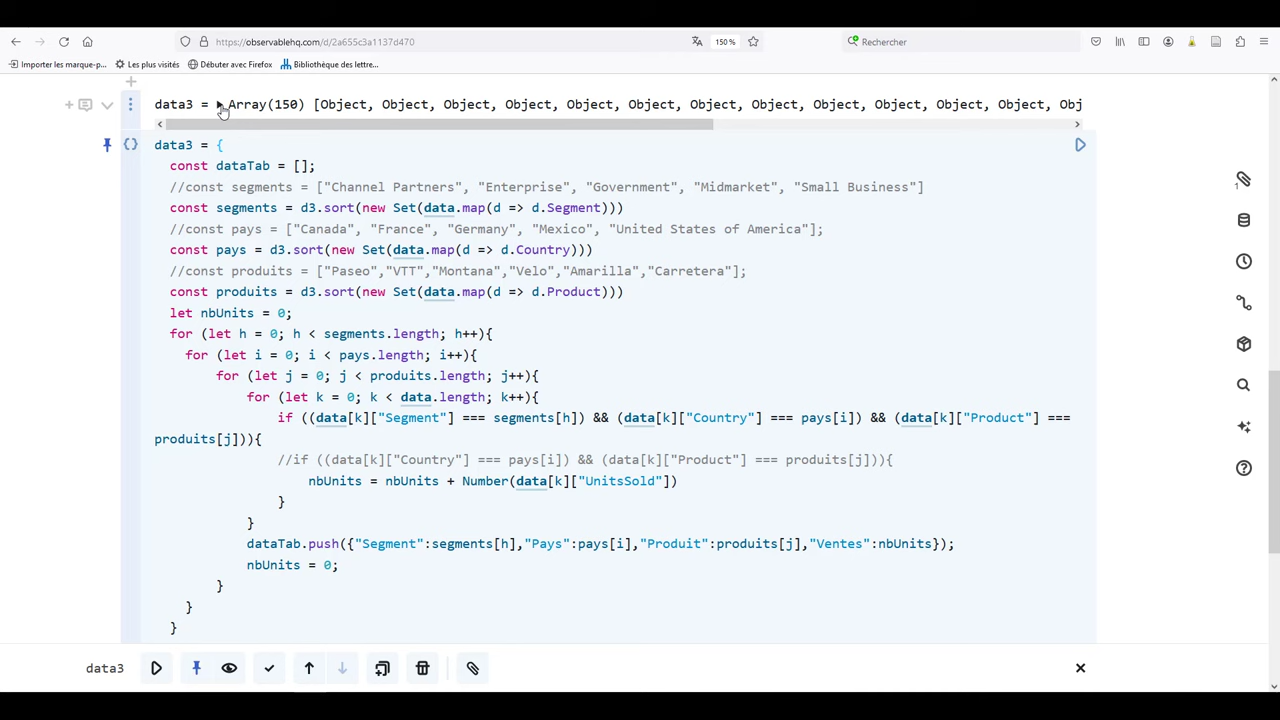 https://observablehq.com/d/2a655c3a1137d470
150 %
Rechercher
Importer les marque-p...
Les plus visités
Débuter avec Firefox
Bibliothèque des lettre...
data3 = Array(150) [Object, Object, Object, Object, Object, Object, Object, Object, Object, Object, Object, Object, Obj
data3 = {
const dataTab = [];
//const segments = ["Channel Partners", "Enterprise", "Government", "Midmarket", "Small Business"]
const segments = d3.sort(new Set(data.map(d => d.Segment)))
//const pays = ["Canada", "France", "Germany", "Mexico", "United States of America"];
const pays = d3.sort(new Set(data.map(d => d.Country)))
//const produits = ["Paseo","VTT","Montana","Velo","Amarilla","Carretera"];
const produits = d3.sort(new Set(data.map(d => d.Product)))
let nbUnits = 0;
for (let h = 0; h < segments.length; h++){
for (let i = 0; i < pays.length; i++){
for (let j = 0; j < produits.length; j++){
for (let k = 0; k < data.length; k++){
if ((data[k]["Segment"] === segments[h]) && (data[k]["Country"] === pays[i]) && (data[k]["Product"] ===
produits[j])){
//if ((data[k]["Country"] === pays[i]) && (data[k]["Product"] === produits[j])){
nbUnits = nbUnits + Number(data[k]["UnitsSold"])
}
}
dataTab.push({"Segment":segments[h],"Pays":pays[i],"Produit":produits[j],"Ventes":nbUnits});
nbUnits = 0;
}
}
}
data3